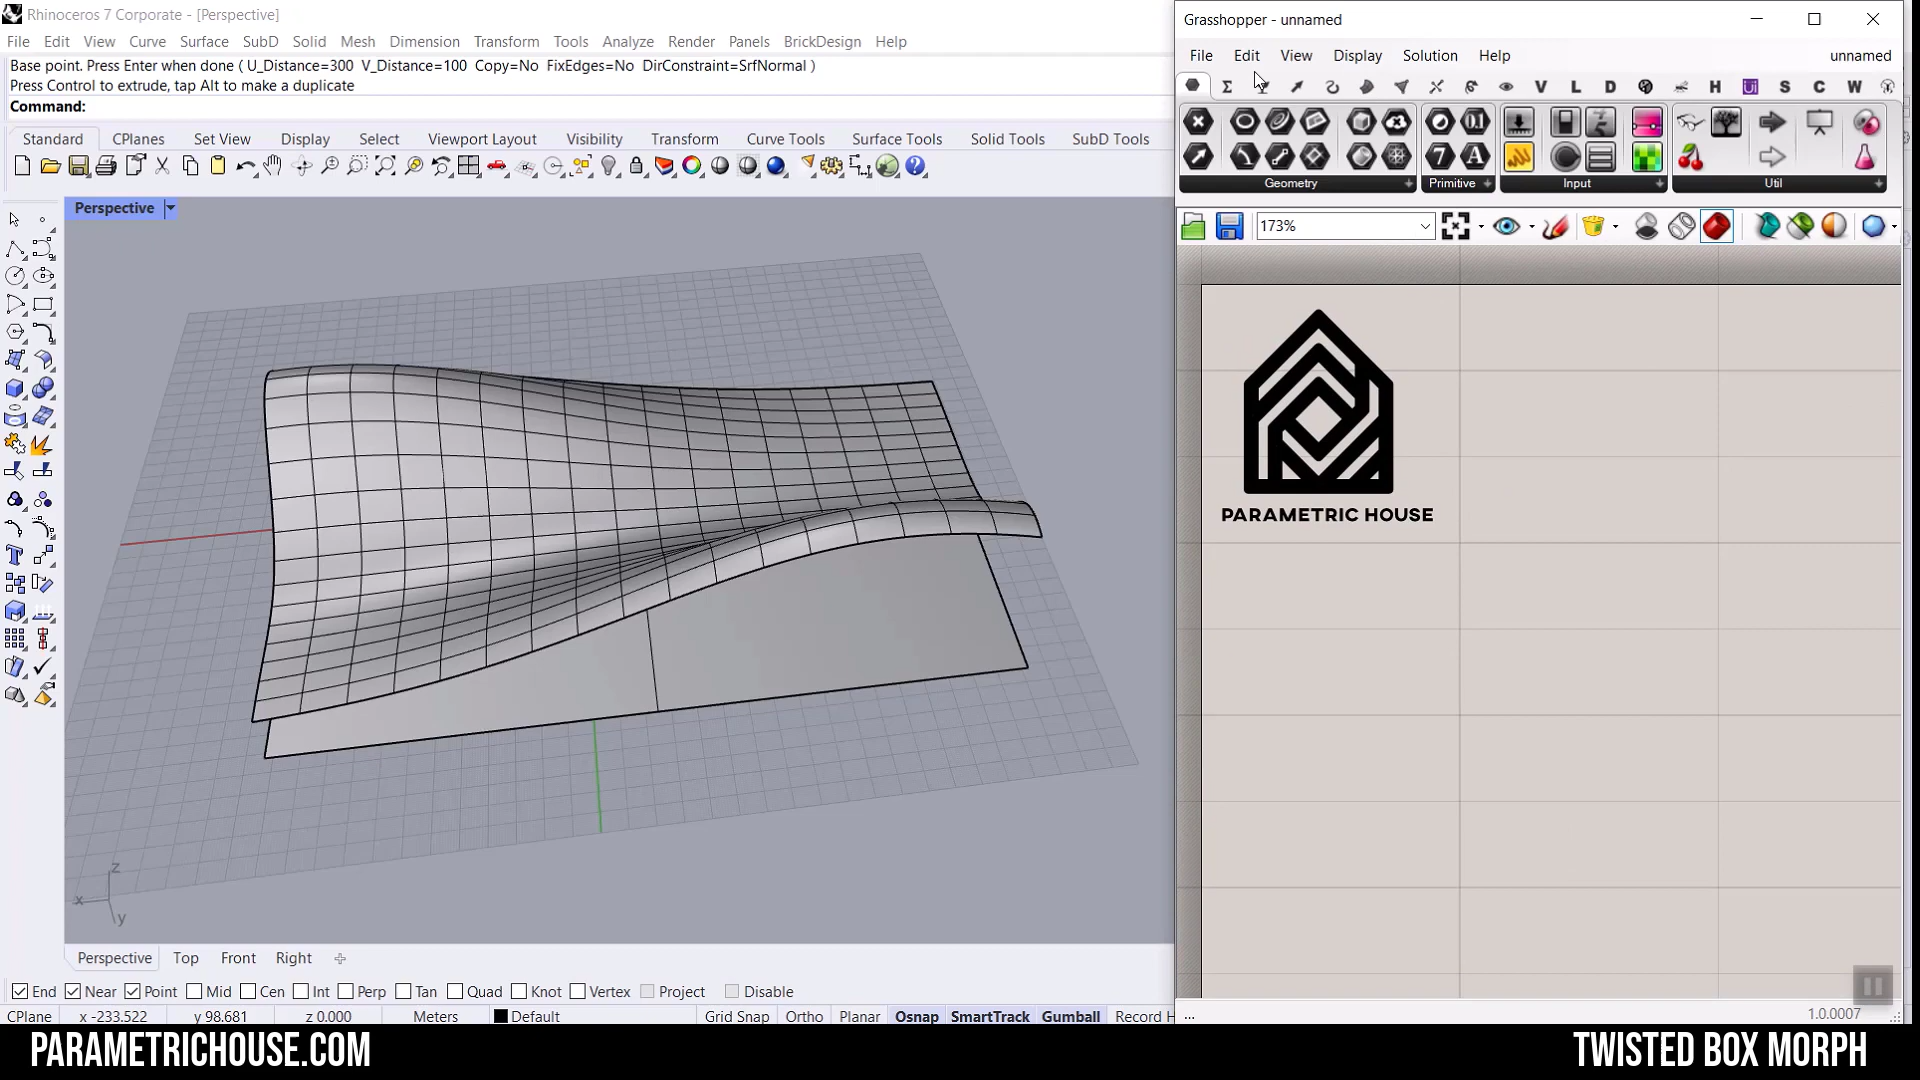 Rhinoceros 7 Corporate - [Perspective]
File Edit View Curve Surface SubD Solid Mesh Dimension Transform Tools Analyze Render Panels BrickDesign Help
Base point. Press Enter when done ( U_Distance=300 V_Distance=100 Copy=No FixEdges=No DirConstraint=SrfNormal )
Press Control to extrude, tap Alt to make a duplicate
Command:
Standard CPlanes Set View Display Select Viewport Layout Visibility Transform Curve Tools Surface Tools Solid Tools SubD Tools
Perspective
z
x
y
Perspective Top Front Right
End Near Point Mid Cen Int Perp Tan Quad Knot Vertex Project Disable
CPlane x -233.522 y 98.681 z 0.000 Meters Default Grid Snap Ortho Planar Osnap SmartTrack Gumball Record H
Grasshopper - unnamed
File Edit View Display Solution Help unnamed
Σ V L D H Ui S C W
Geometry Primitive Input Util
173%
PARAMETRIC HOUSE
... 1.0.0007
PARAMETRICHOUSE.COM
TWISTED BOX MORPH